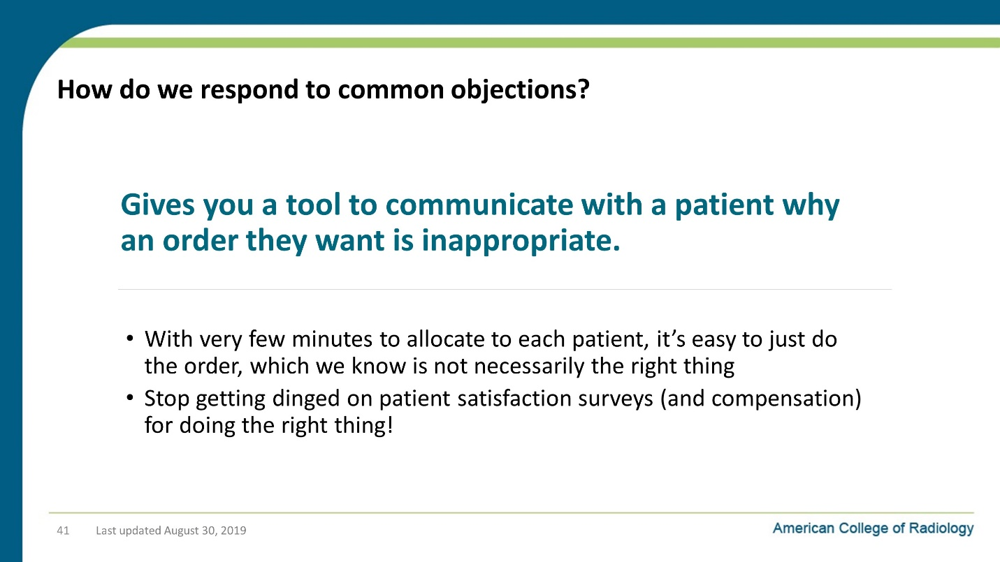 How do we respond to common objections?
Gives you a tool to communicate with a patient why
an order they want is inappropriate.
• With very few minutes to allocate to each patient, it’s easy to just do
the order, which we know is not necessarily the right thing
• Stop getting dinged on patient satisfaction surveys (and compensation)
for doing the right thing!
41 Last updated August 30, 2019
American College of Radiology